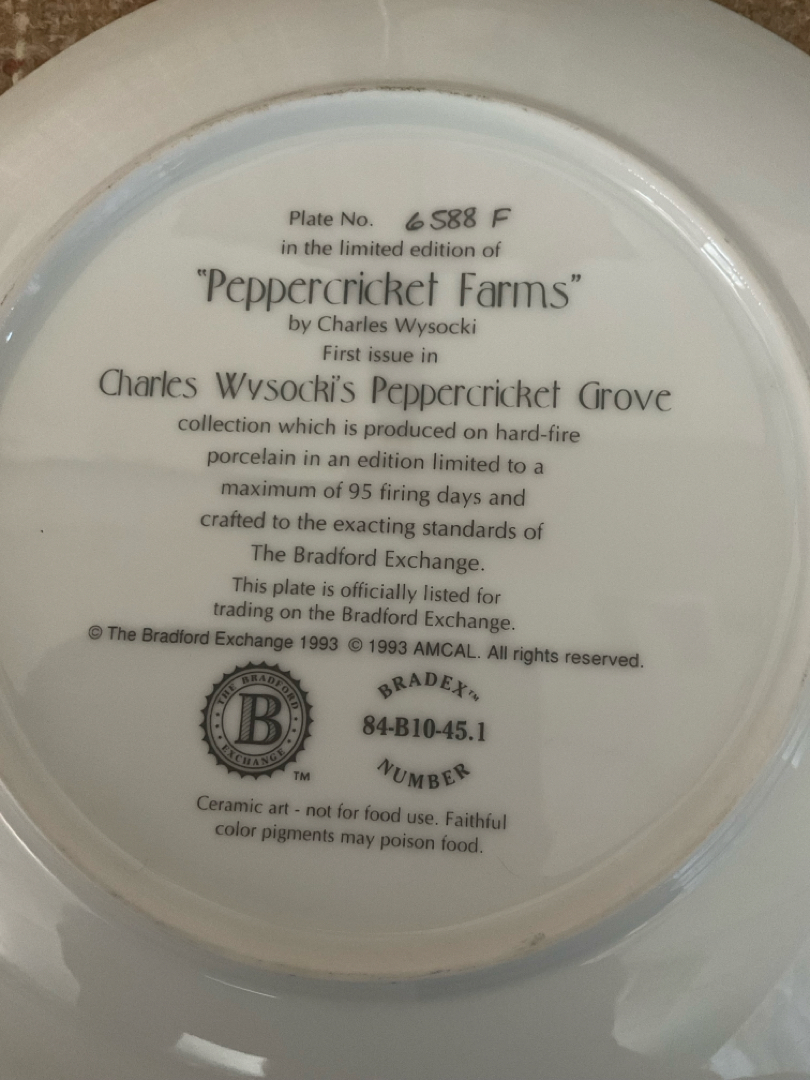 Plate No. 6588 F
in the limited edition of
"Peppercricket Farms"
by Charles Wysocki
First issue in
Charles Wysocki's Peppercricket Grove
collection which is produced on hard-fire
porcelain in an edition limited to a
maximum of 95 firing days and
crafted to the exacting standards of
The Bradford Exchange.
This plate is officially listed for
trading on the Bradford Exchange.
© The Bradford Exchange 1993 © 1993 AMCAL. All rights reserved.
THE BRADFORD
B
EXCHANGE
TM
BRADEX™
84-B10-45.1
NUMBER
Ceramic art - not for food use. Faithful
color pigments may poison food.